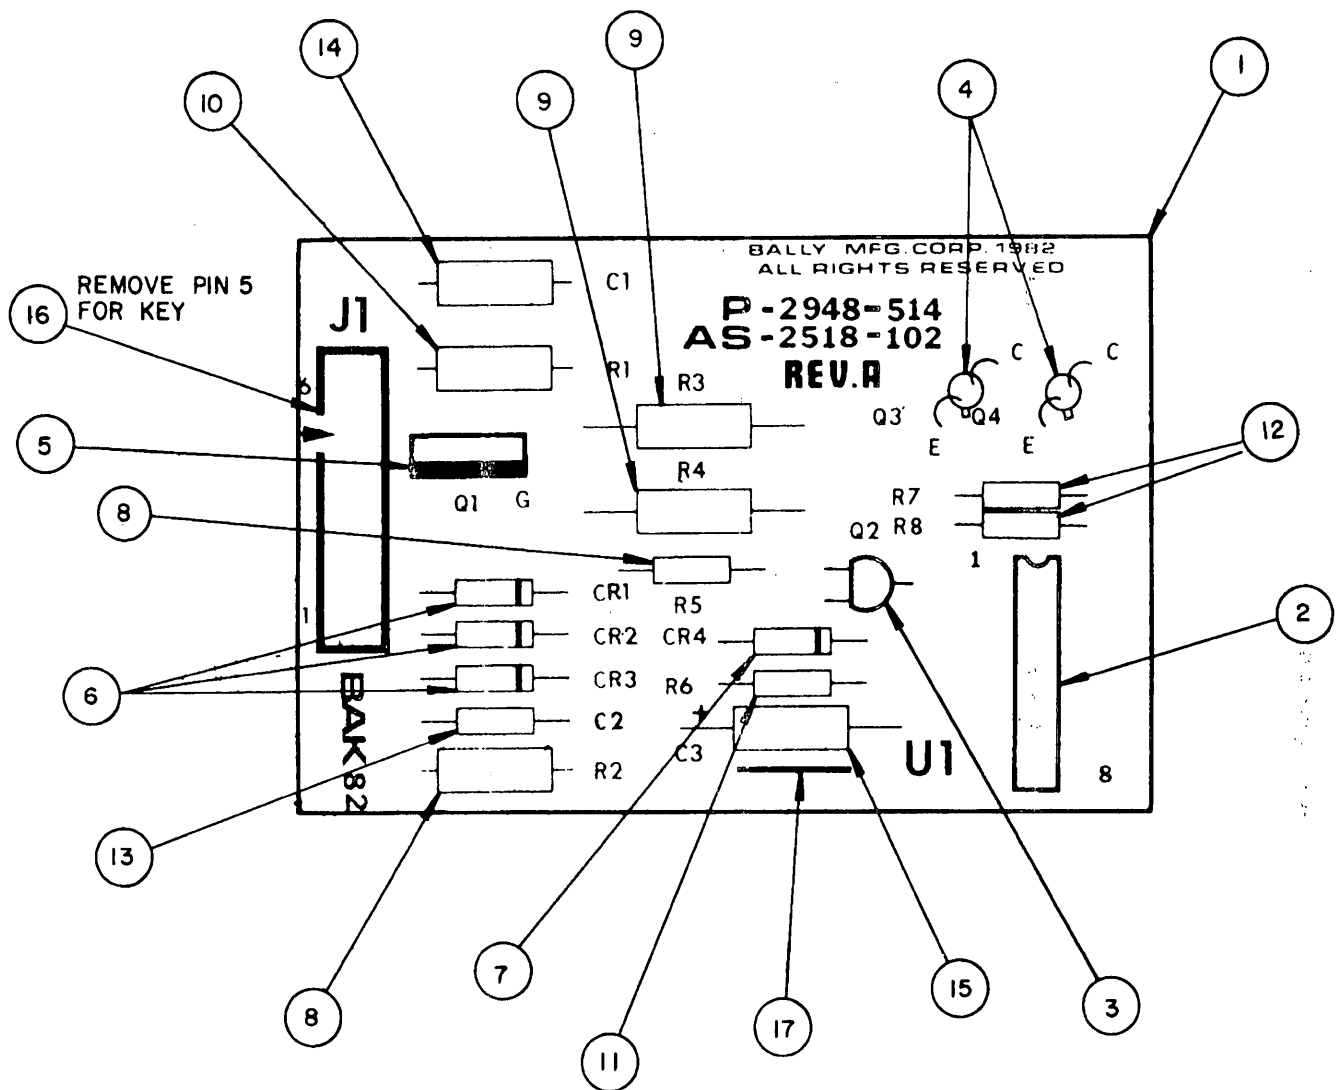 14
9
10
9
4
1
BALLY MFG. CORP. 1982
ALL RIGHTS RESERVED
REMOVE PIN 5
FOR KEY
16
J1
C1
P-2948-514
AS-2518-102
REV.A
6
R1
R3
C
C
Q3
Q4
E
E
5
12
Q1
G
R4
R7
R8
8
Q2
1
CR1
R5
1
2
CR2
CR4
6
CR3
R6
BAK 82
C2
+
C3
U1
R2
8
13
7
15
3
8
17
11